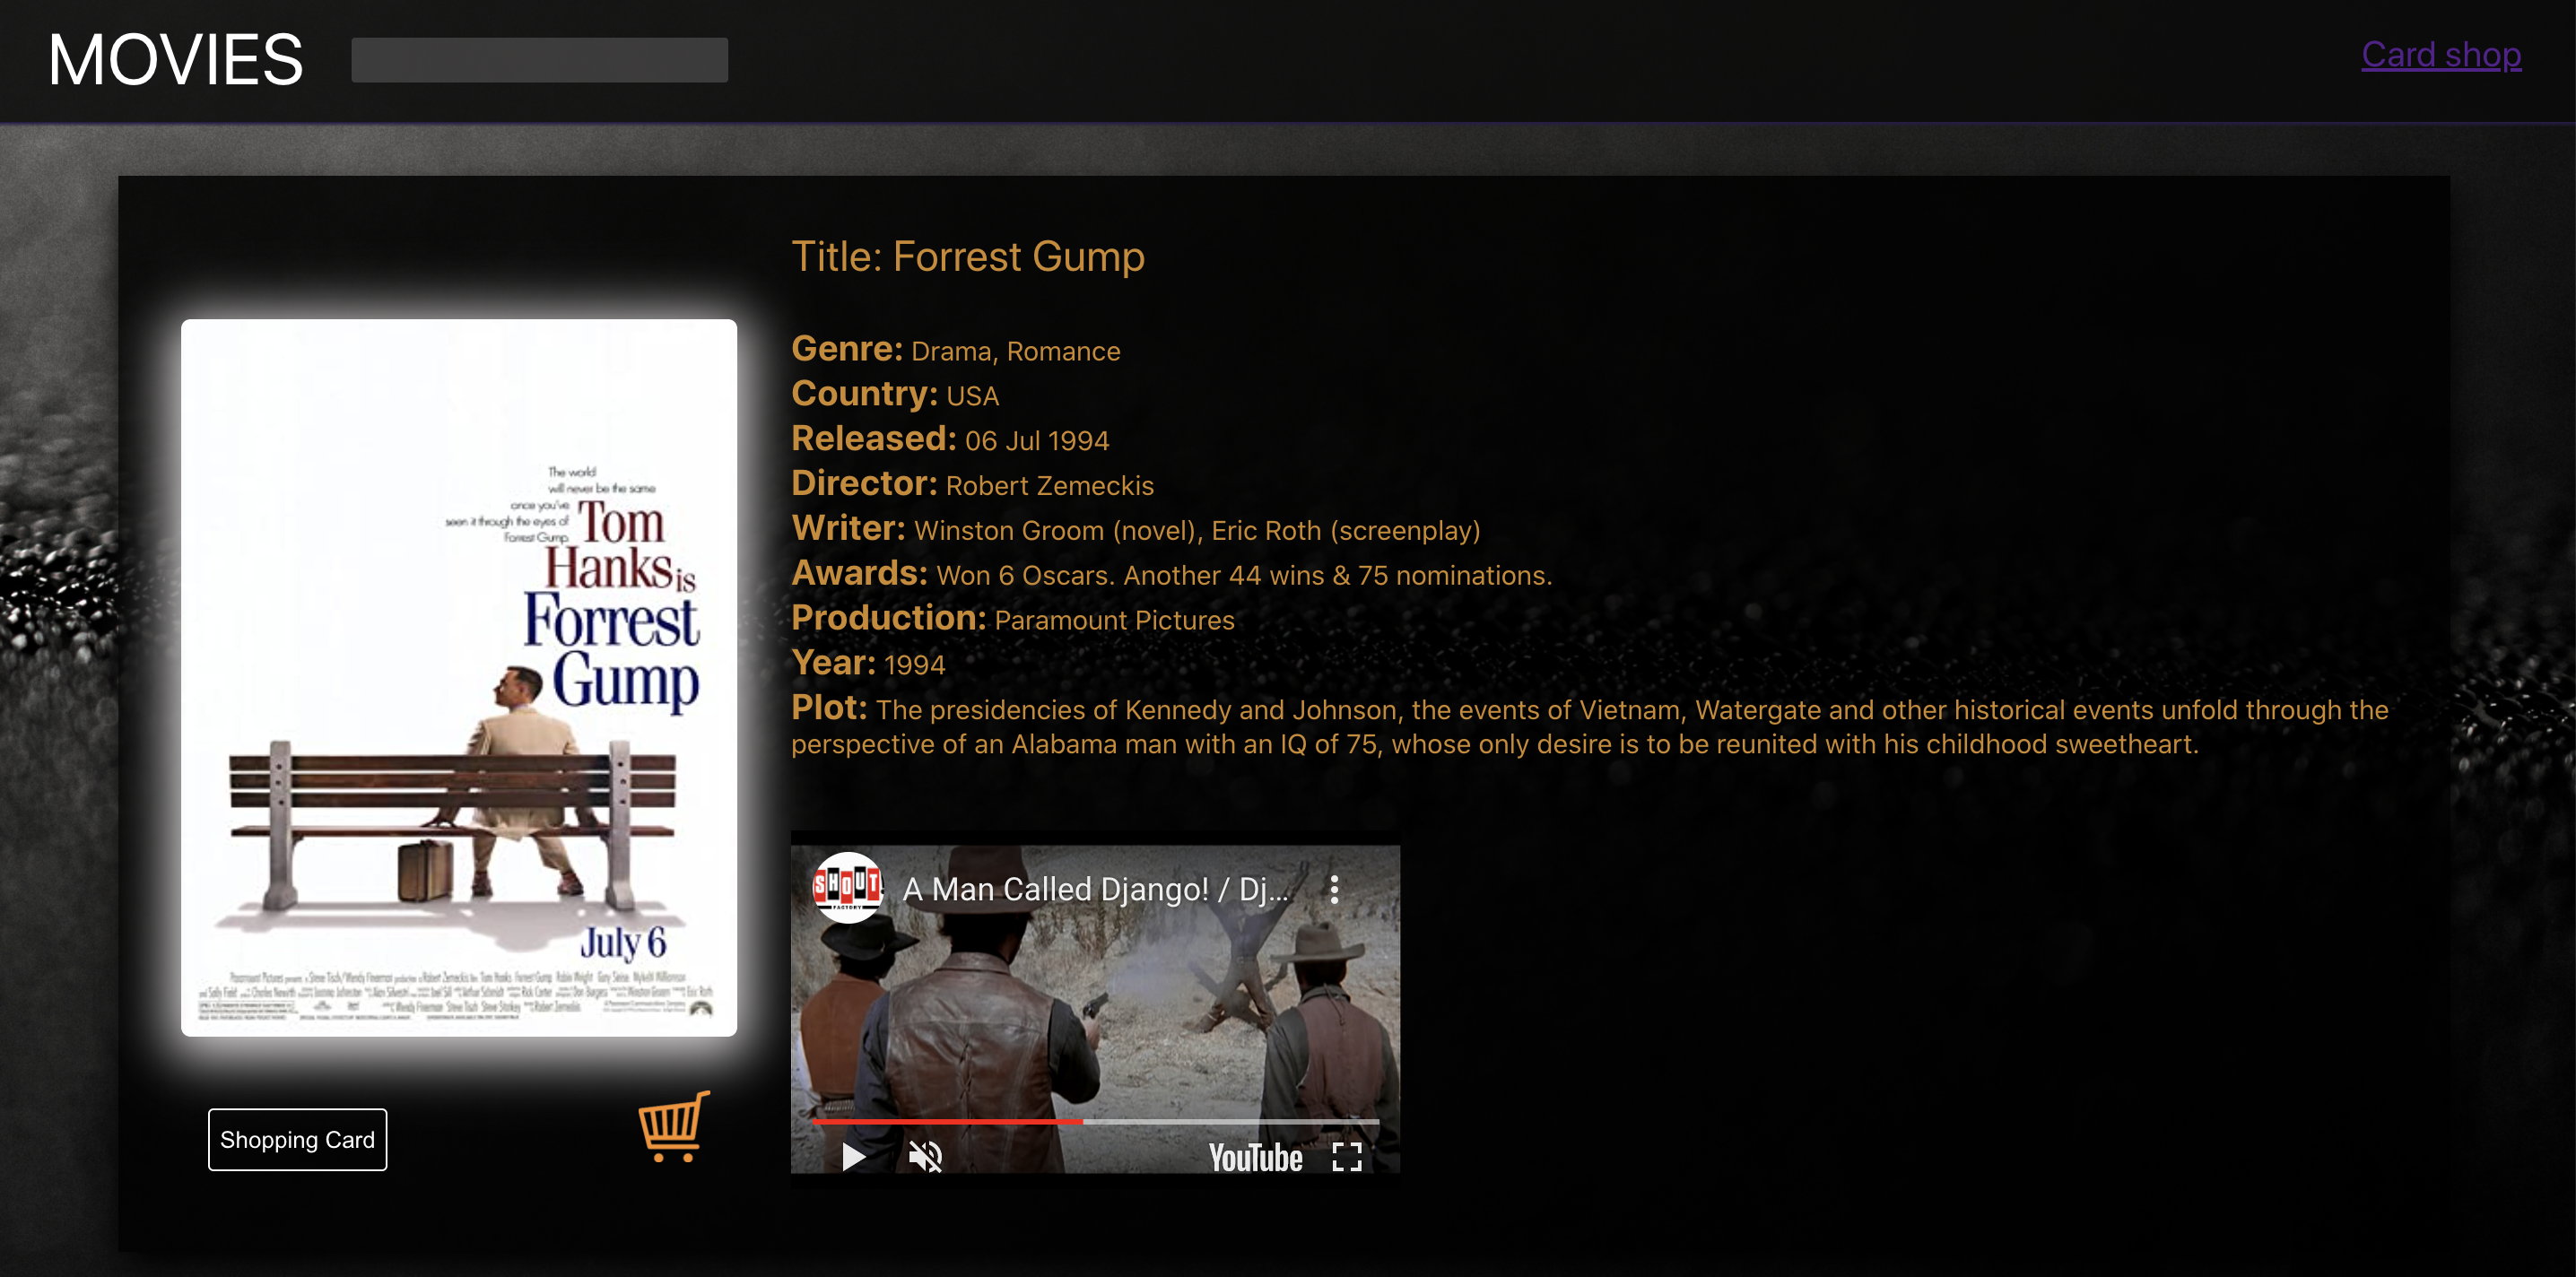 MOVIES
Card shop
Title: Forrest Gump
Genre: Drama, Romance
Country: USA
Released: 06 Jul 1994
Director: Robert Zemeckis
Writer: Winston Groom (novel), Eric Roth (screenplay)
Awards: Won 6 Oscars. Another 44 wins & 75 nominations.
Production: Paramount Pictures
Year: 1994
Plot: The presidencies of Kennedy and Johnson, the events of Vietnam, Watergate and other historical events unfold through the
perspective of an Alabama man with an IQ of 75, whose only desire is to be reunited with his childhood sweetheart.
The world
will never be the same
once you've
seen it through the eyes of
Forrest Gump.
Tom
Hanks is
Forrest
Gump
July 6
Shopping Card
SHOUT
FACTORY
A Man Called Django! / Dj...
YouTube